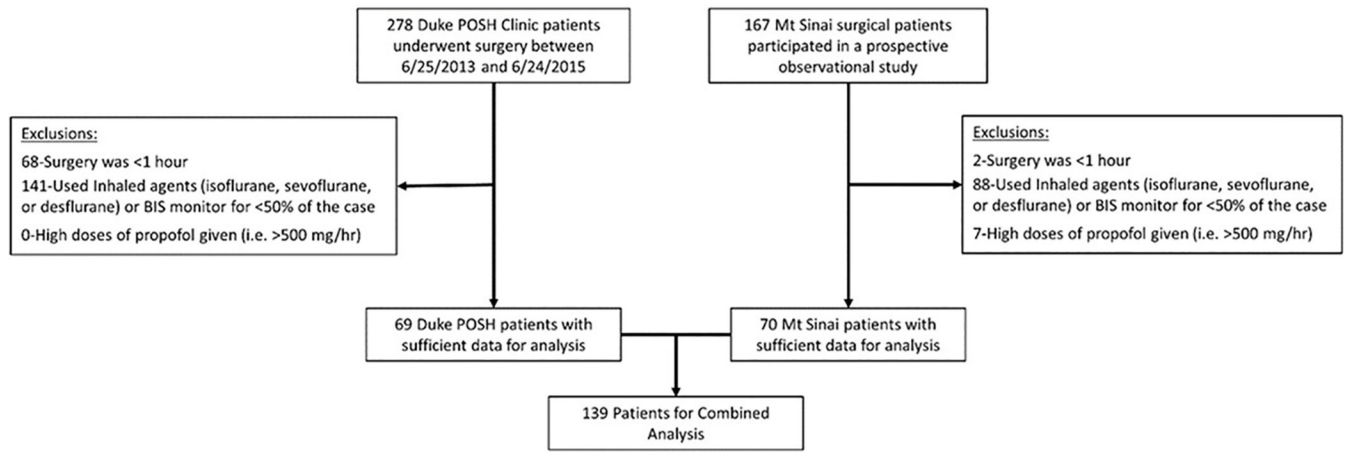 278 Duke POSH Clinic patients
underwent surgery between
6/25/2013 and 6/24/2015
167 Mt Sinai surgical patients
participated in a prospective
observational study
Exclusions:
68-Surgery was <1 hour
141-Used Inhaled agents (isoflurane, sevoflurane,
or desflurane) or BIS monitor for <50% of the case
0-High doses of propofol given (i.e. >500 mg/hr)
Exclusions:
2-Surgery was <1 hour
88-Used Inhaled agents (isoflurane, sevoflurane,
or desflurane) or BIS monitor for <50% of the case
7-High doses of propofol given (i.e. >500 mg/hr)
69 Duke POSH patients with
sufficient data for analysis
70 Mt Sinai patients with
sufficient data for analysis
139 Patients for Combined
Analysis